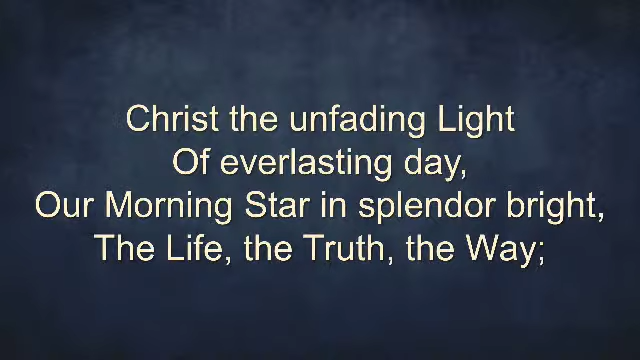 Christ the unfading Light
Of everlasting day,
Our Morning Star in splendor bright,
The Life, the Truth, the Way;